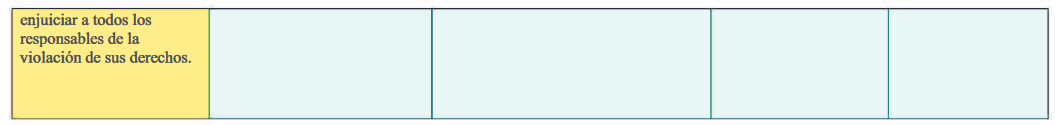 enjuiciar a todos los
responsables de la
violación de sus derechos.